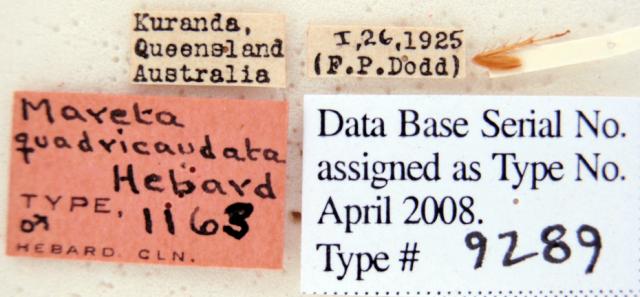 Kuranda,
Queensland
Australia
I,26,1925
(F.P.Dodd)
Mareta
quadricaudata
Hebard
TYPE, 1163
♂
HEBARD CLN.
Data Base Serial No.
assigned as Type No.
April 2008.
Type # 9289